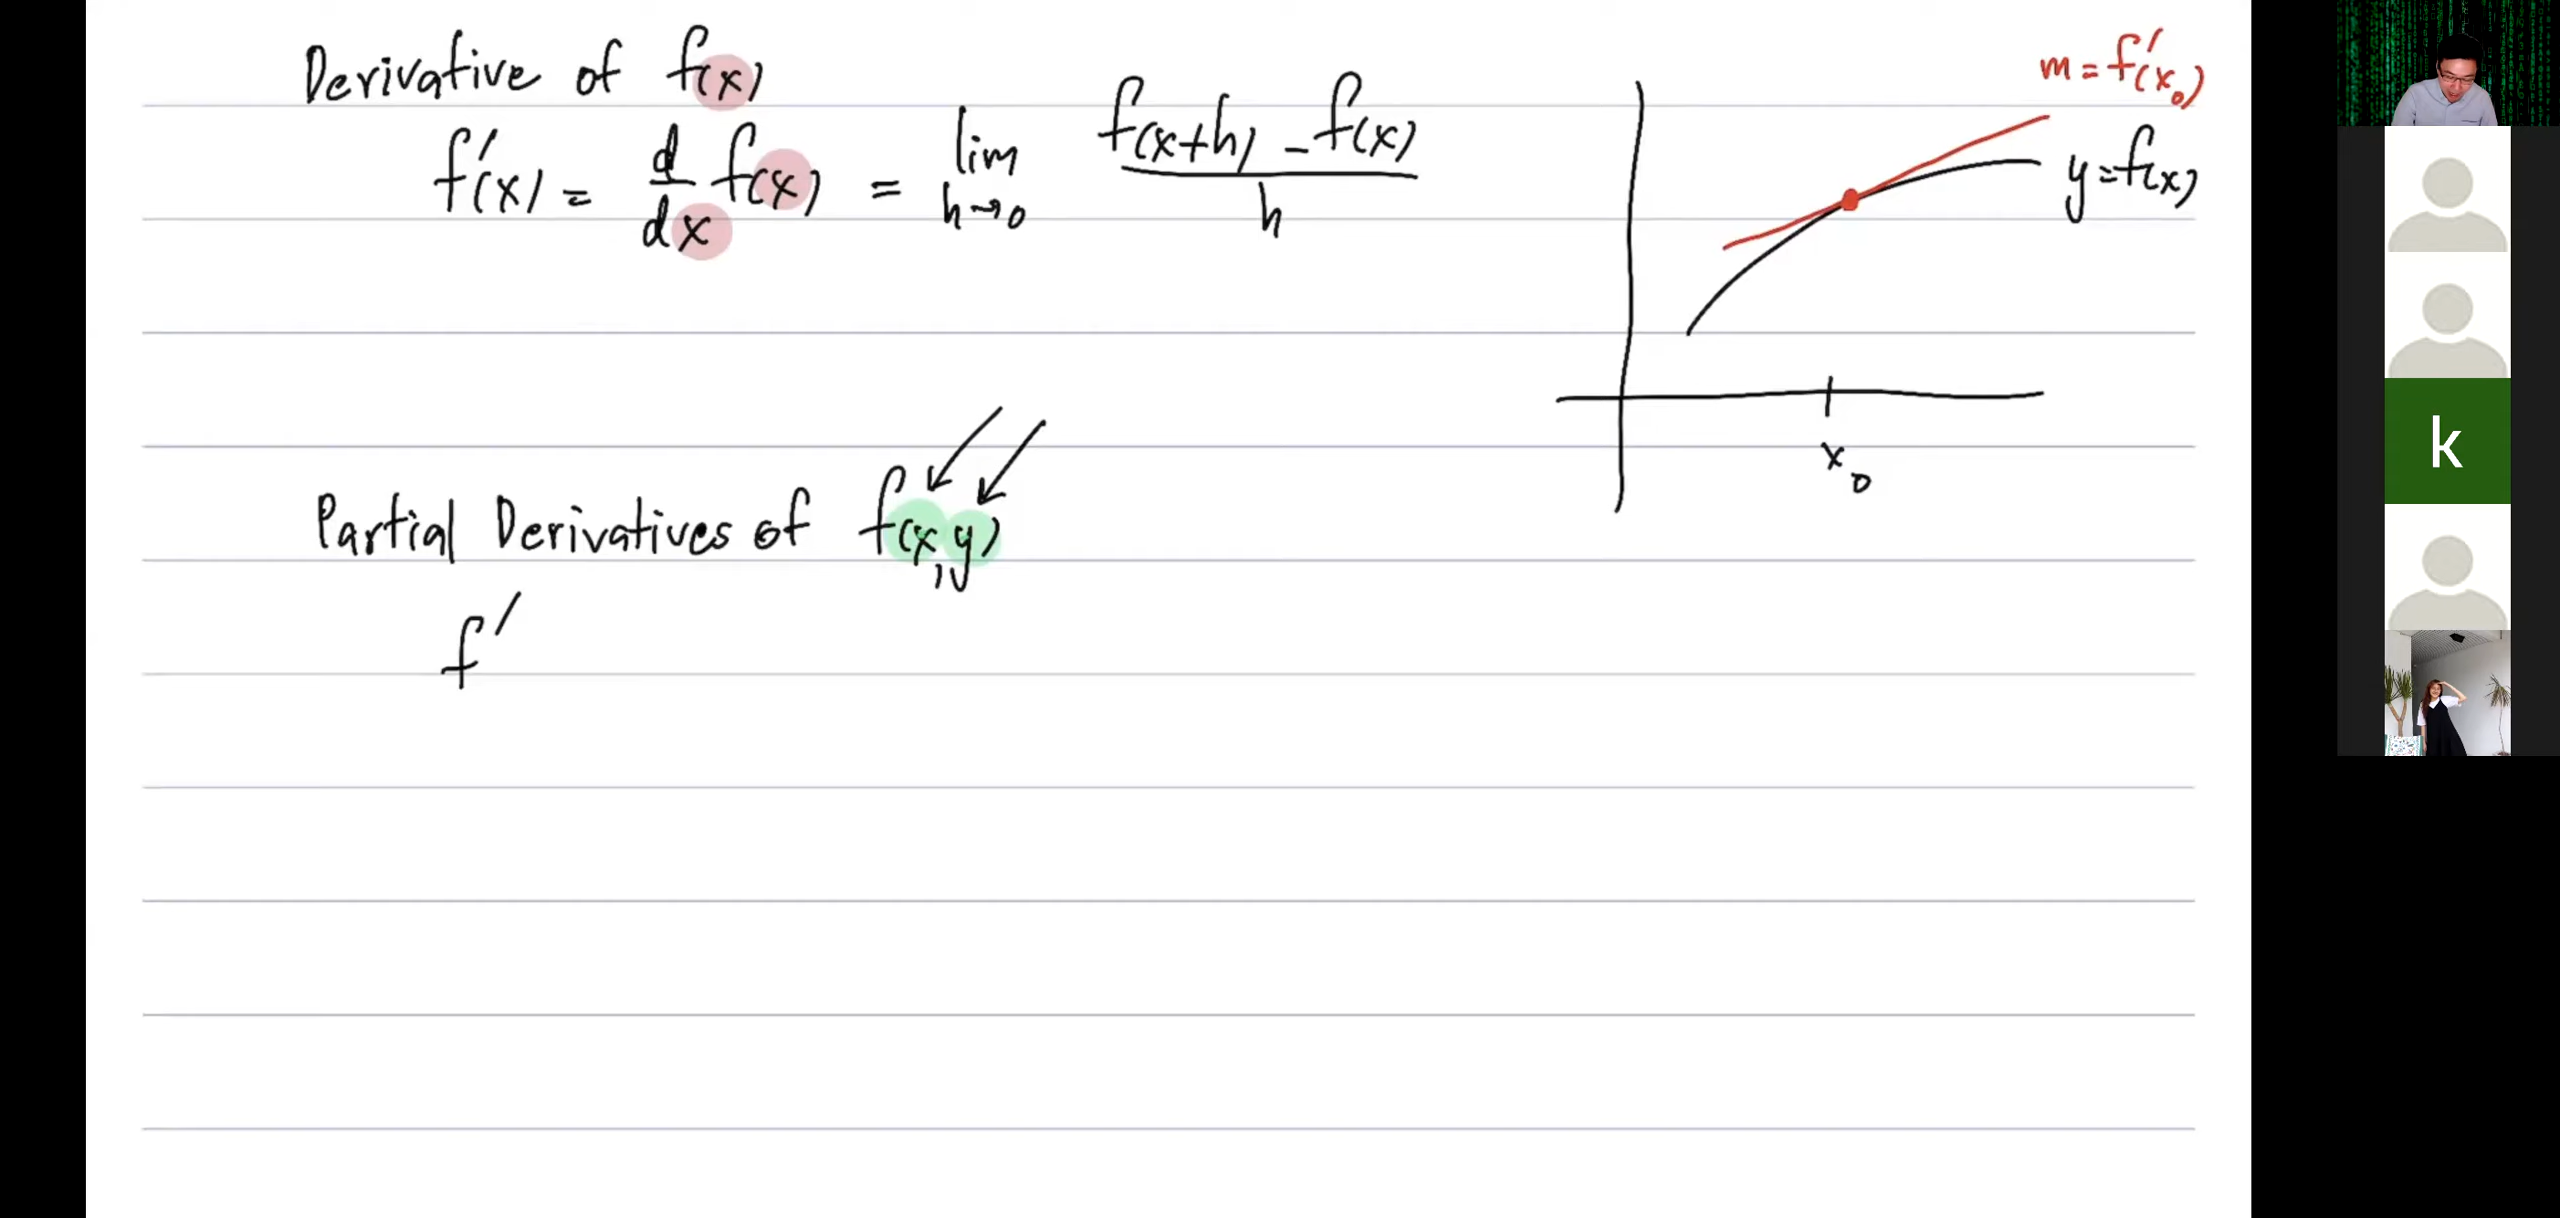 Derivative of f(x)
f'(x) = d/dx f(x) = lim h→0 f(x+h) - f(x) / h
m = f'(x₀)
y = f(x)
x₀
Partial Derivatives of f(x,y)
f'
k